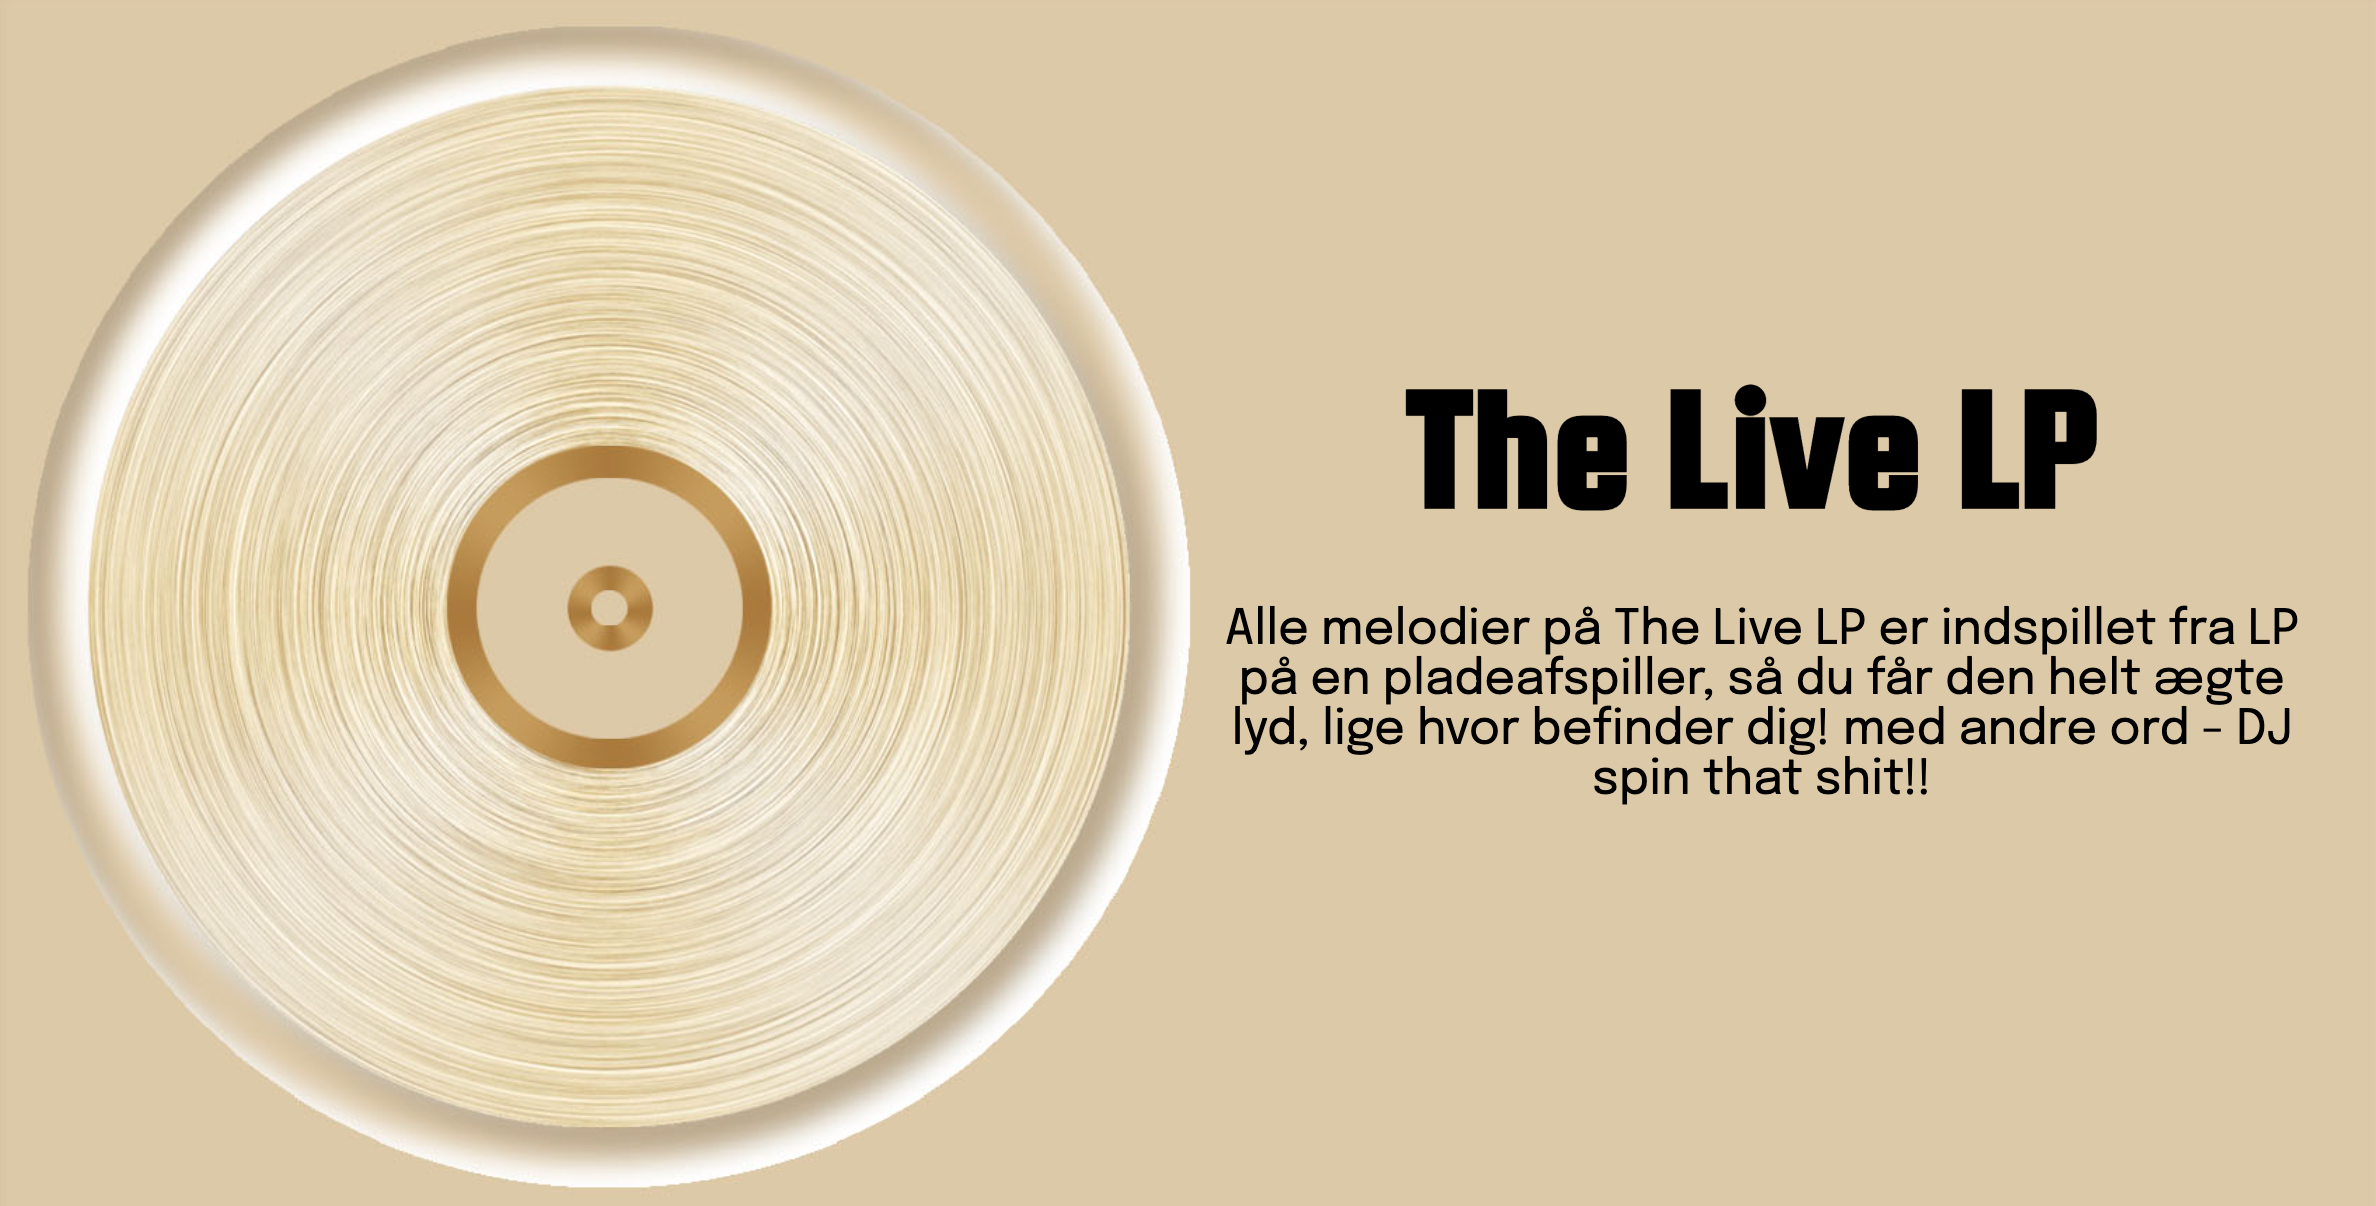 The Live LP
Alle melodier på The Live LP er indspillet fra LP
på en pladeafspiller, så du får den helt ægte
lyd, lige hvor befinder dig! med andre ord - DJ
spin that shit!!